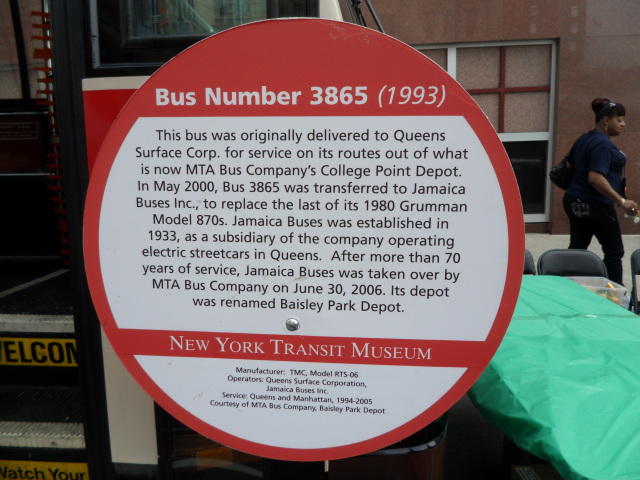 Bus Number 3865 (1993)
This bus was originally delivered to Queens
Surface Corp. for service on its routes out of what
is now MTA Bus Company's College Point Depot.
In May 2000, Bus 3865 was transferred to Jamaica
Buses Inc., to replace the last of its 1980 Grumman
Model 870s. Jamaica Buses was established in
1933, as a subsidiary of the company operating
electric streetcars in Queens. After more than 70
years of service, Jamaica Buses was taken over by
MTA Bus Company on June 30, 2006. Its depot
was renamed Baisley Park Depot.
NEW YORK TRANSIT MUSEUM
Manufacturer: TMC, Model RTS-06
Operators: Queens Surface Corporation,
Jamaica Buses Inc.
Service: Queens and Manhattan, 1994-2005
Courtesy of MTA Bus Company, Baisley Park Depot
WELCOM
Watch Your